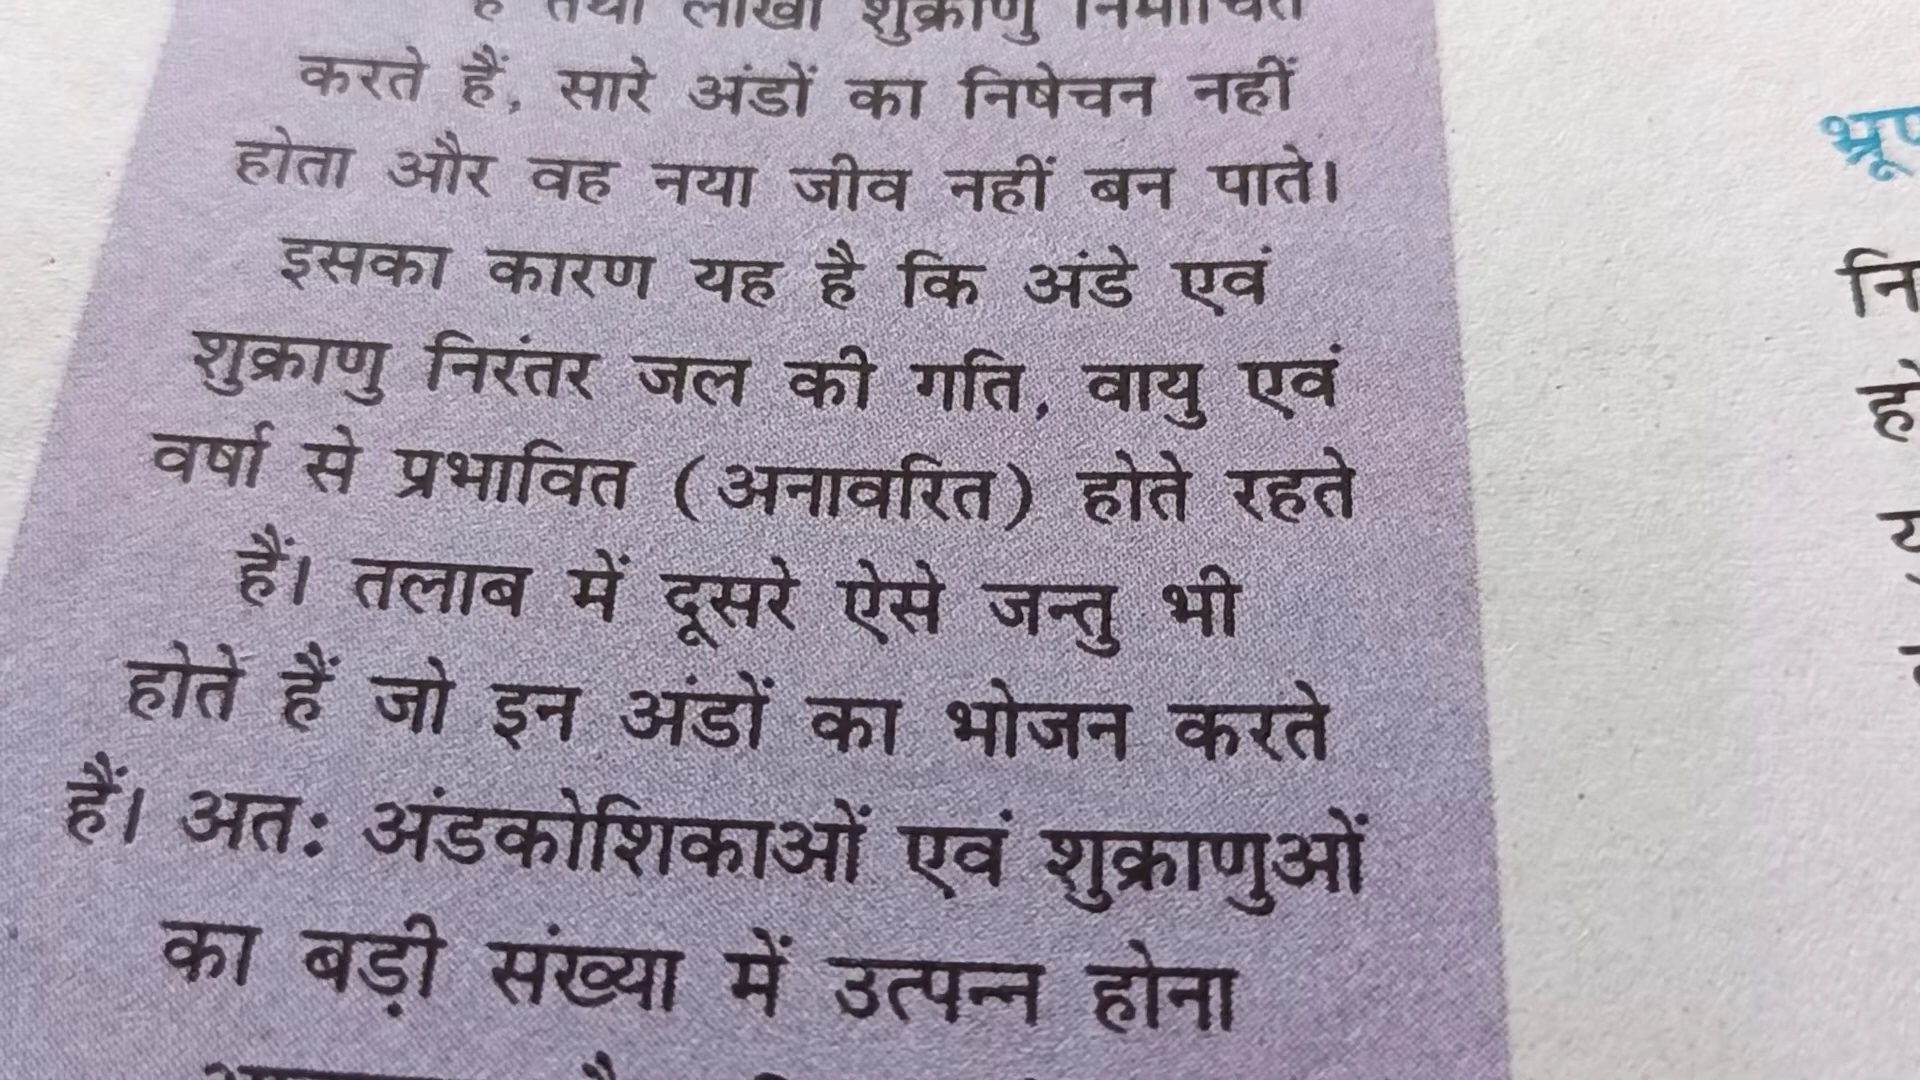 है तथा लाखों शुक्राणु निर्मोचित
करते हैं, सारे अंडों का निषेचन नहीं
होता और वह नया जीव नहीं बन पाते।
इसका कारण यह है कि अंडे एवं
शुक्राणु निरंतर जल की गति, वायु एवं
वर्षा से प्रभावित (अनावरित) होते रहते
हैं। तलाब में दूसरे ऐसे जन्तु भी
होते हैं जो इन अंडों का भोजन करते
हैं। अत: अंडकोशिकाओं एवं शुक्राणुओं
का बड़ी संख्या में उत्पन्न होना